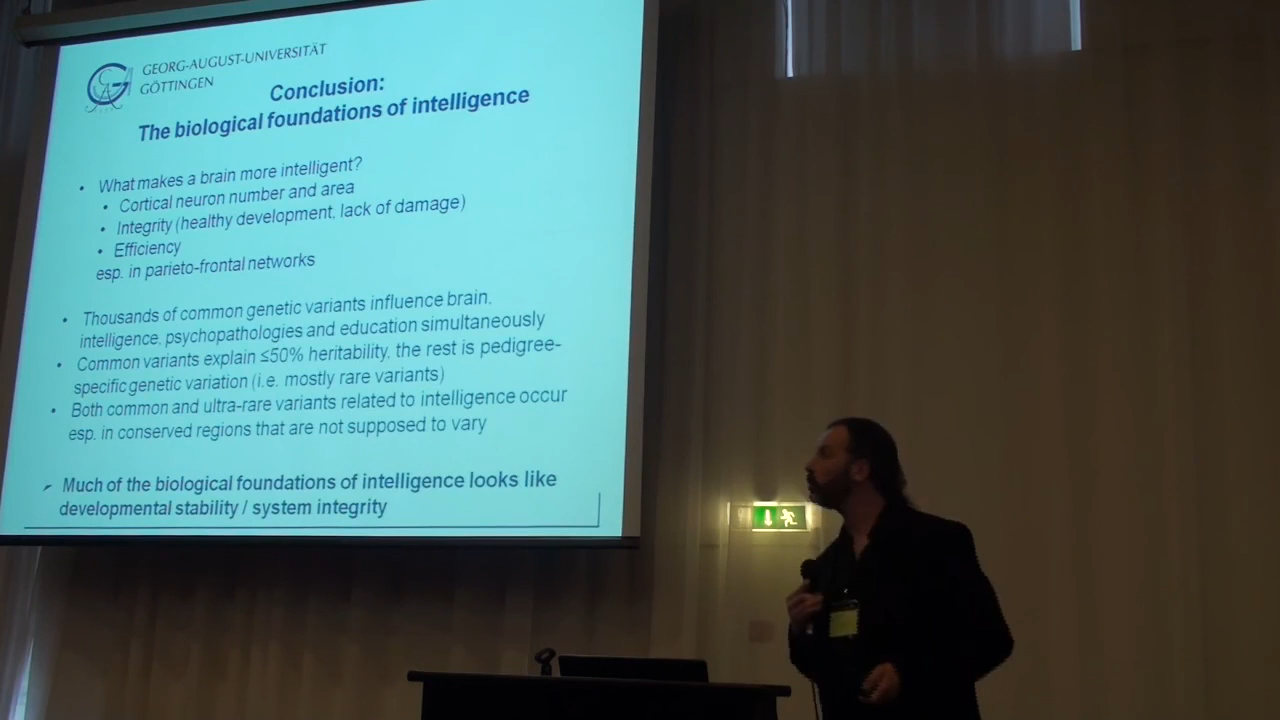 GEORG-AUGUST-UNIVERSITÄT
GÖTTINGEN
Conclusion:
The biological foundations of intelligence
• What makes a brain more intelligent?
• Cortical neuron number and area
• Integrity (healthy development, lack of damage)
• Efficiency
esp. in parieto-frontal networks
• Thousands of common genetic variants influence brain,
intelligence, psychopathologies and education simultaneously
• Common variants explain ≤50% heritability, the rest is pedigree-
specific genetic variation (i.e. mostly rare variants)
• Both common and ultra-rare variants related to intelligence occur
esp. in conserved regions that are not supposed to vary
➢ Much of the biological foundations of intelligence looks like
developmental stability / system integrity